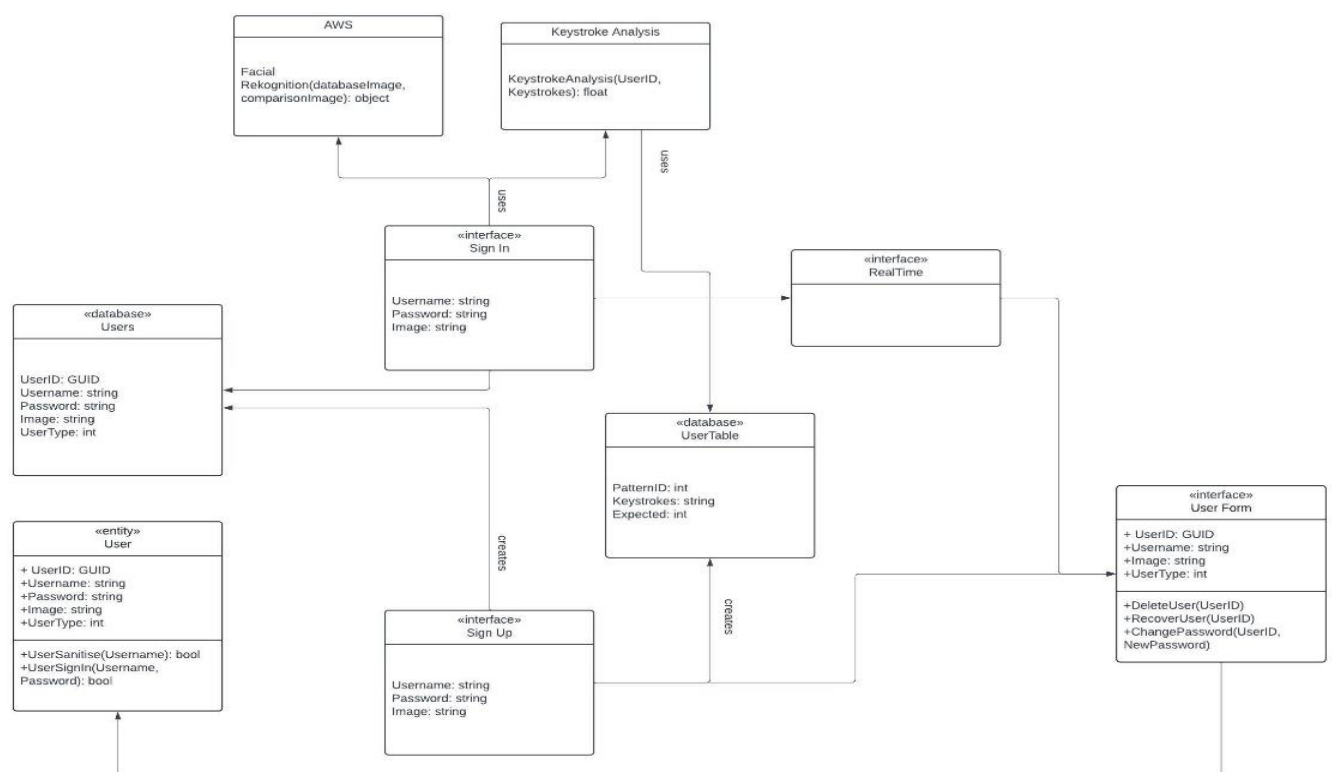 AWS
Facial
Rekognition(databaseImage,
comparisonImage): object
Keystroke Analysis
KeystrokeAnalysis(UserID,
Keystrokes): float
uses
uses
«interface»
Sign In
Username: string
Password: string
Image: string
«interface»
RealTime
«database»
Users
UserID: GUID
Username: string
Password: string
Image: string
UserType: int
«database»
UserTable
PatternID: int
Keystrokes: string
Expected: int
«interface»
User Form
+ UserID: GUID
+Username: string
+Image: string
+UserType: int
+DeleteUser(UserID)
+RecoverUser(UserID)
+ChangePassword(UserID,
NewPassword)
«entity»
User
+ UserID: GUID
+Username: string
+Password: string
+Image: string
+UserType: int
+UserSanitise(Username): bool
+UserSignIn(Username,
Password): bool
creates
creates
«interface»
Sign Up
Username: string
Password: string
Image: string